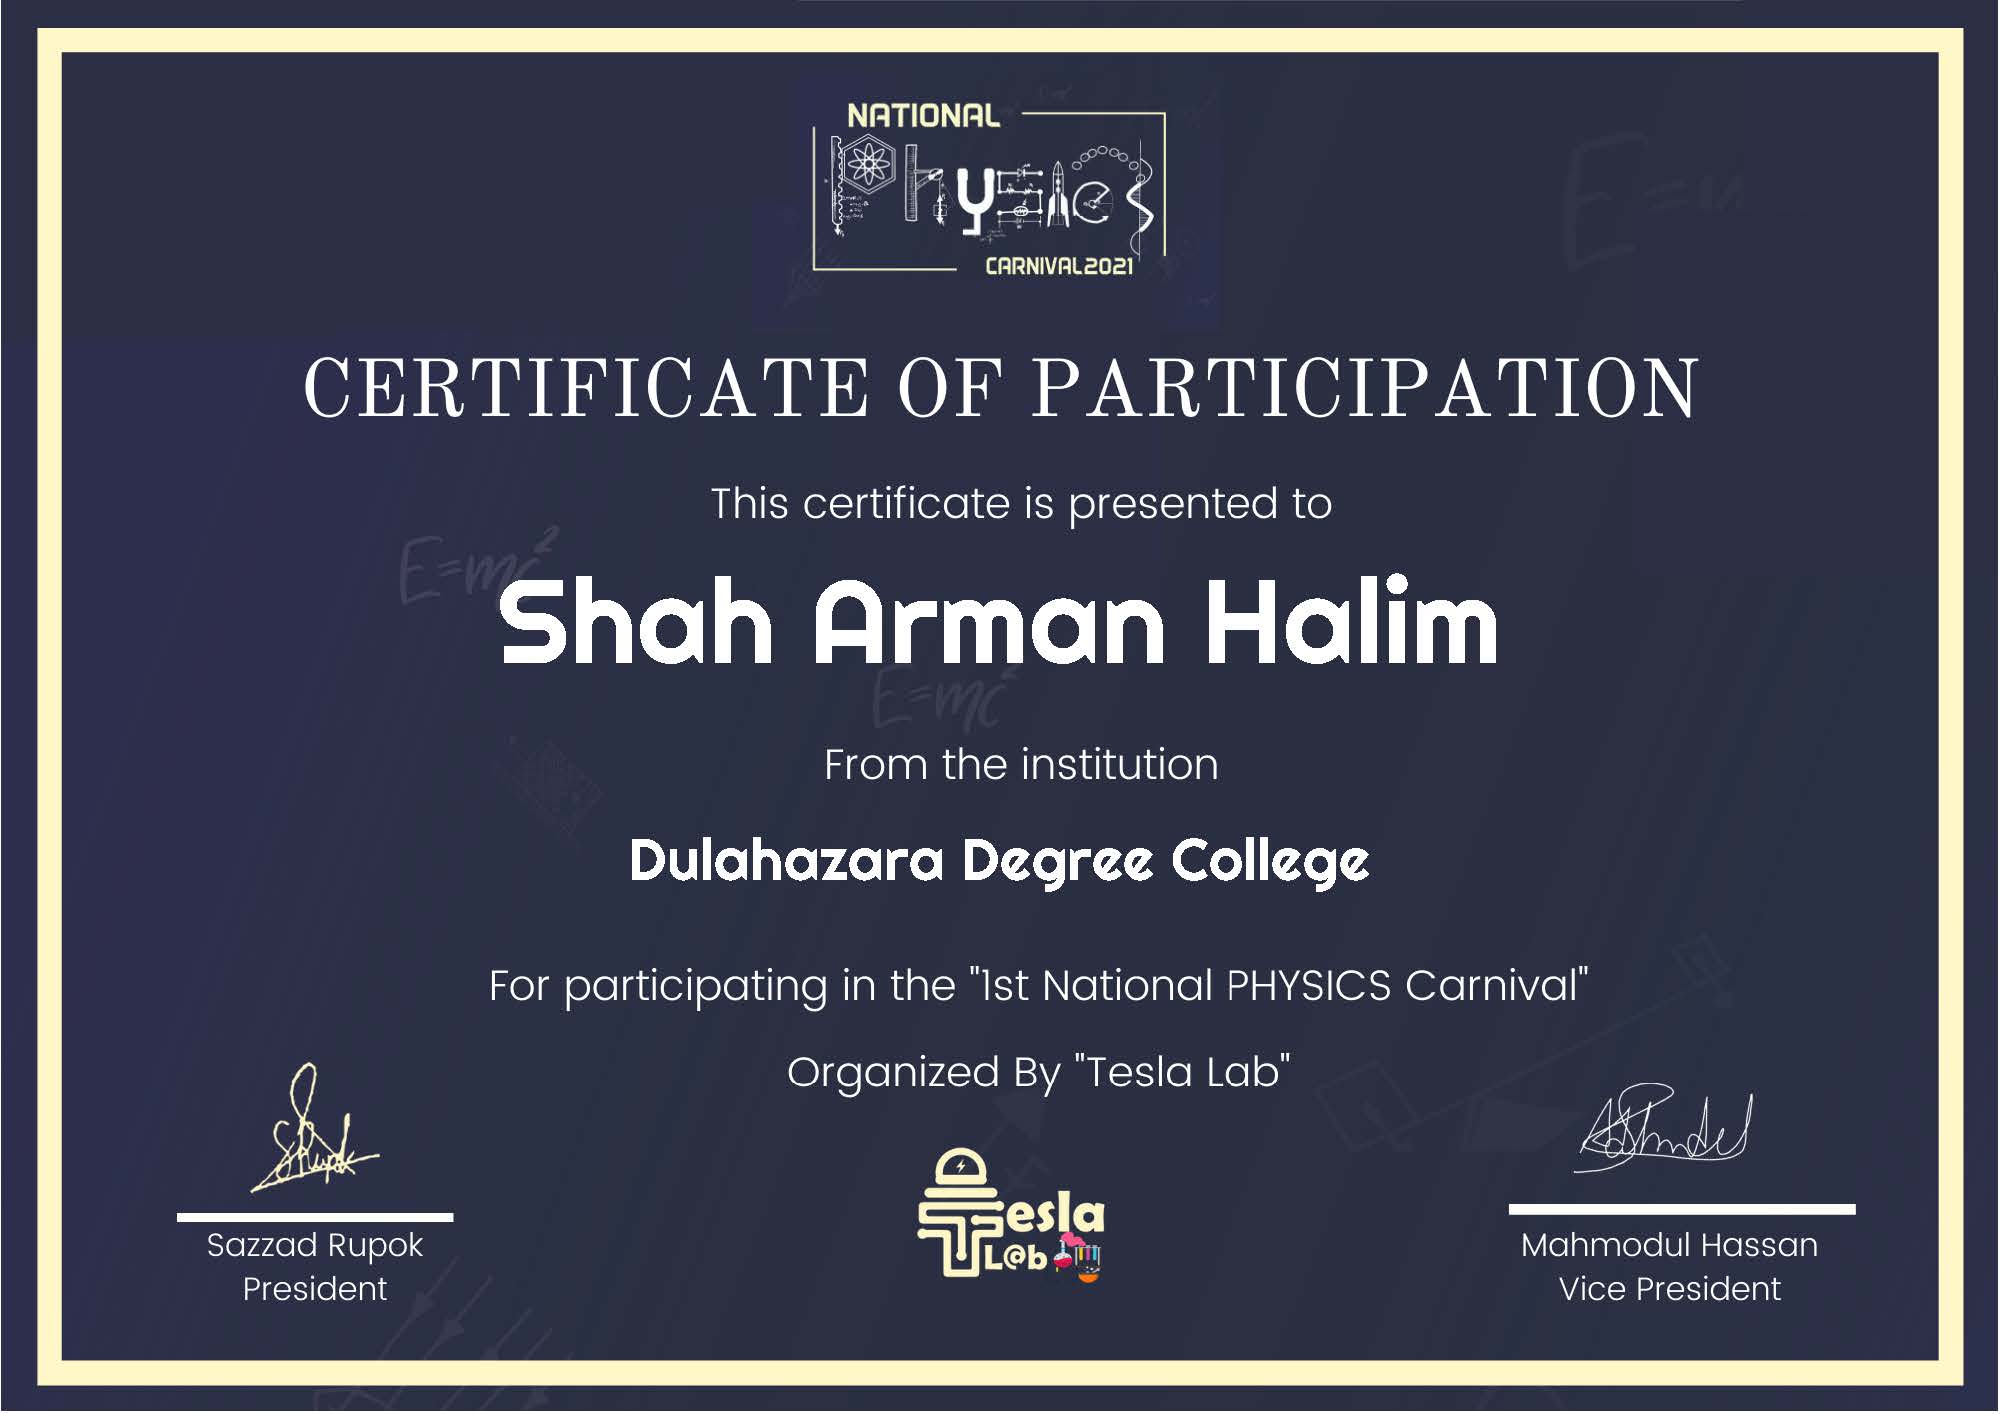 NATIONAL
Physics
CARNIVAL2021
CERTIFICATE OF PARTICIPATION
This certificate is presented to
E=mc²
Shah Arman Halim
E=mc²
From the institution
Dulahazara Degree College
For participating in the "1st National PHYSICS Carnival"
Organized By "Tesla Lab"
Tesla
L@b
Sazzad Rupok
President
Mahmodul Hassan
Vice President